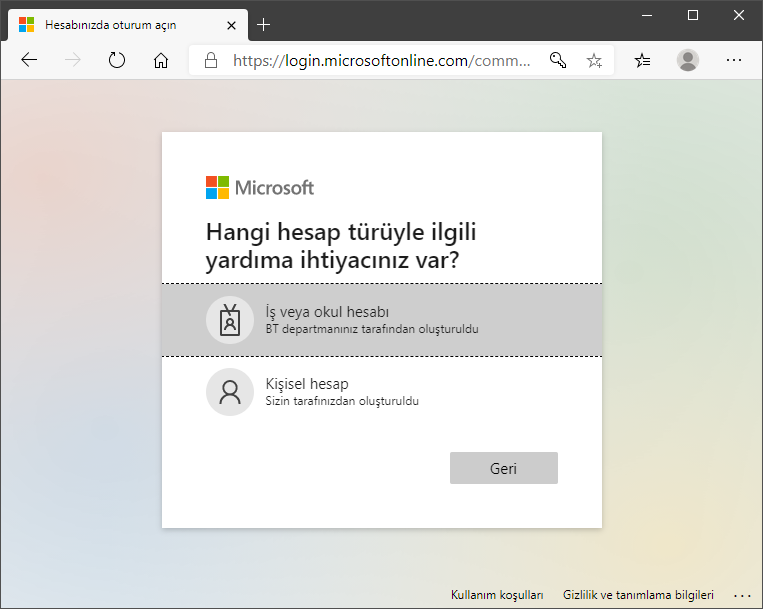 Hesabınızda oturum açın
https://login.microsoftonline.com/comm...
Microsoft
Hangi hesap türüyle ilgili
yardıma ihtiyacınız var?
İş veya okul hesabı
BT departmanınız tarafından oluşturuldu
Kişisel hesap
Sizin tarafınızdan oluşturuldu
Geri
Kullanım koşulları Gizlilik ve tanımlama bilgileri ...